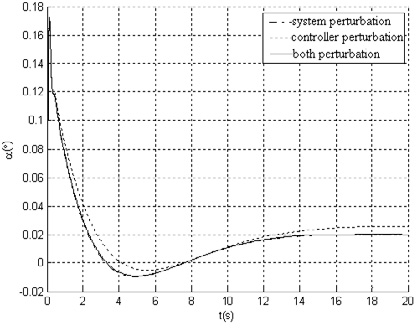 0.18
0.16
0.14
0.12
0.1
0.08
0.06
0.04
0.02
0
-0.02
α(°)
system perturbation
controller perturbation
both perturbation
0 2 4 6 8 10 12 14 16 18 20
t(s)